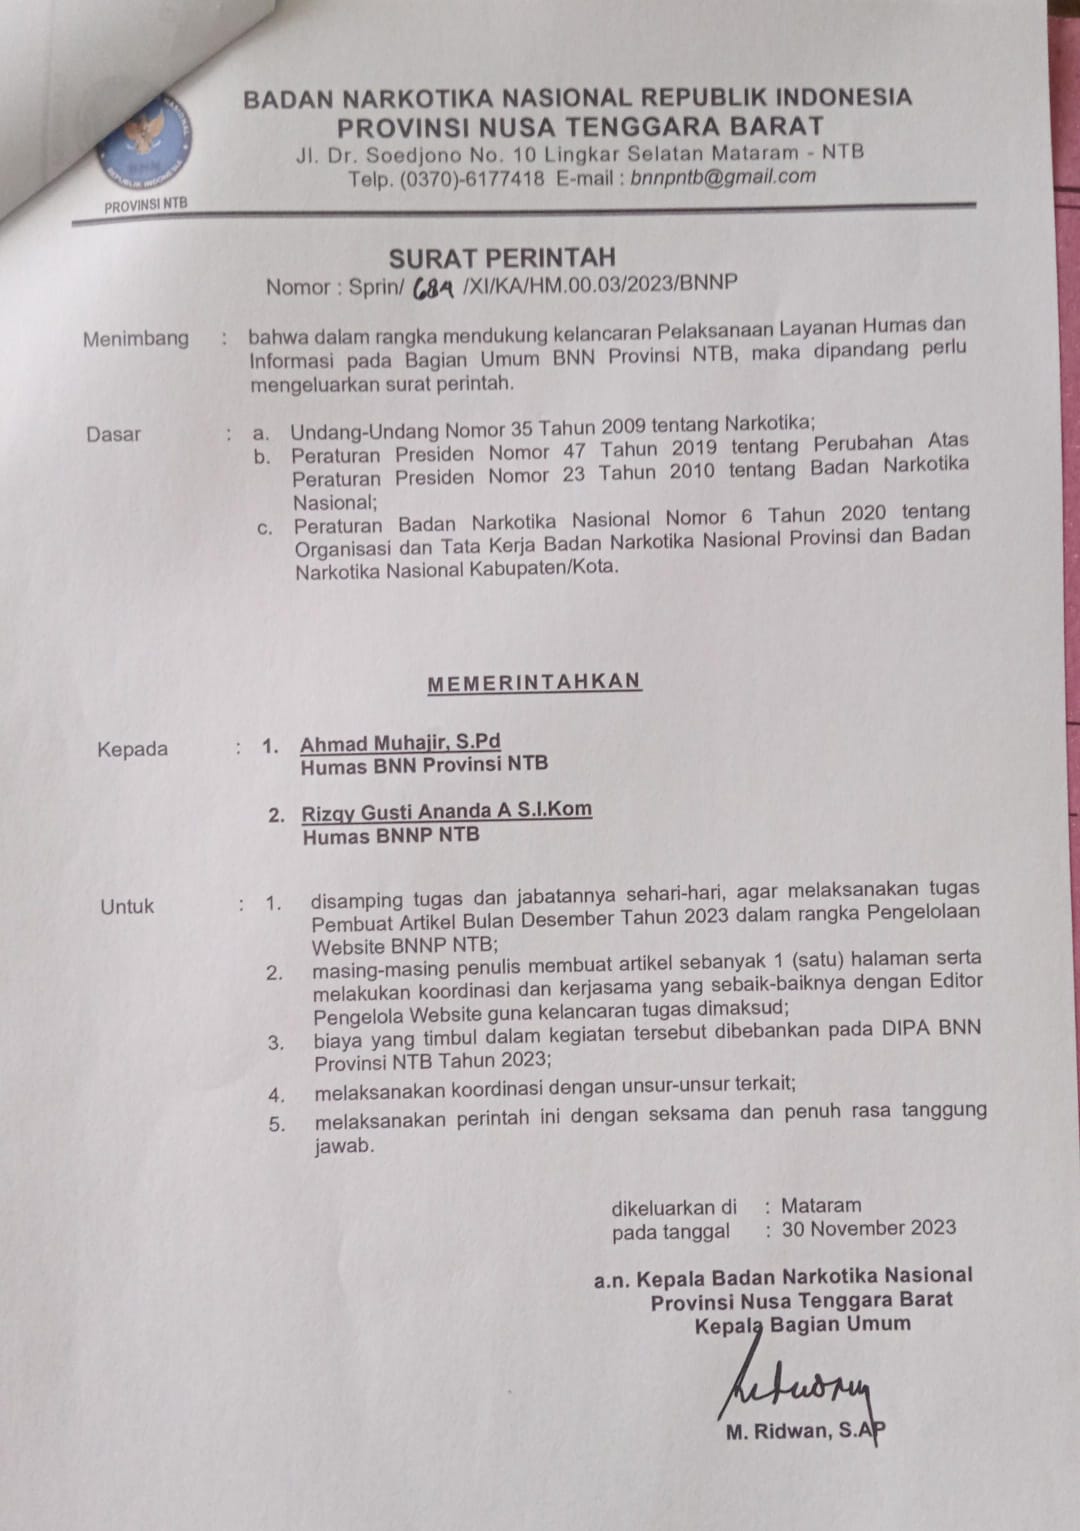 BADAN NARKOTIKA NASIONAL REPUBLIK INDONESIA
PROVINSI NUSA TENGGARA BARAT
Jl. Dr. Soedjono No. 10 Lingkar Selatan Mataram - NTB
Telp. (0370)-6177418 E-mail : bnnpntb@gmail.com
PROVINSI NTB
SURAT PERINTAH
Nomor : Sprin/ 689 /XI/KA/HM.00.03/2023/BNNP
Menimbang : bahwa dalam rangka mendukung kelancaran Pelaksanaan Layanan Humas dan
Informasi pada Bagian Umum BNN Provinsi NTB, maka dipandang perlu
mengeluarkan surat perintah.
Dasar : a. Undang-Undang Nomor 35 Tahun 2009 tentang Narkotika;
b. Peraturan Presiden Nomor 47 Tahun 2019 tentang Perubahan Atas
Peraturan Presiden Nomor 23 Tahun 2010 tentang Badan Narkotika
Nasional;
c. Peraturan Badan Narkotika Nasional Nomor 6 Tahun 2020 tentang
Organisasi dan Tata Kerja Badan Narkotika Nasional Provinsi dan Badan
Narkotika Nasional Kabupaten/Kota.
MEMERINTAHKAN
Kepada : 1. Ahmad Muhajir, S.Pd
Humas BNN Provinsi NTB
2. Rizqy Gusti Ananda A S.I.Kom
Humas BNNP NTB
Untuk : 1. disamping tugas dan jabatannya sehari-hari, agar melaksanakan tugas
Pembuat Artikel Bulan Desember Tahun 2023 dalam rangka Pengelolaan
Website BNNP NTB;
2. masing-masing penulis membuat artikel sebanyak 1 (satu) halaman serta
melakukan koordinasi dan kerjasama yang sebaik-baiknya dengan Editor
Pengelola Website guna kelancaran tugas dimaksud;
3. biaya yang timbul dalam kegiatan tersebut dibebankan pada DIPA BNN
Provinsi NTB Tahun 2023;
4. melaksanakan koordinasi dengan unsur-unsur terkait;
5. melaksanakan perintah ini dengan seksama dan penuh rasa tanggung
jawab.
dikeluarkan di : Mataram
pada tanggal : 30 November 2023
a.n. Kepala Badan Narkotika Nasional
Provinsi Nusa Tenggara Barat
Kepala Bagian Umum
M. Ridwan, S.AP